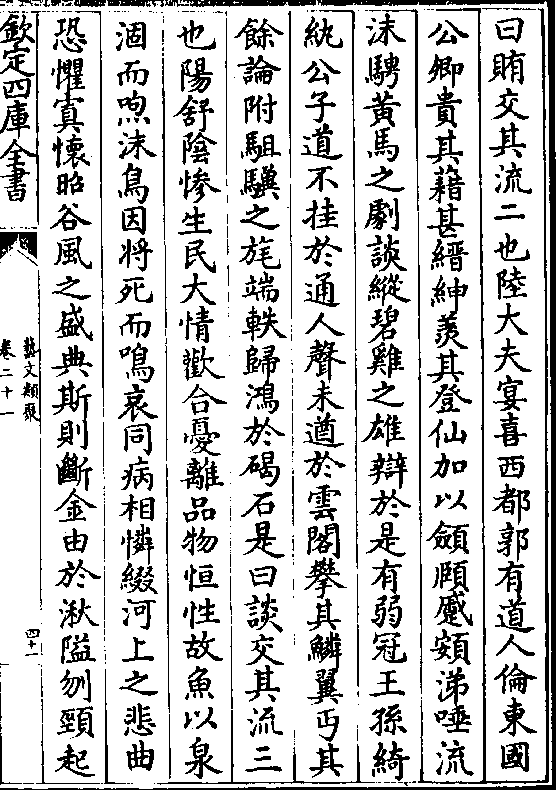 曰賄交其流二也陸大夫宴喜西都郭有道人倫東國
公卿貴其藉甚縉紳羨其登仙加以顩頤蹙頞涕唾流
沫騁黃馬之劇談縱碧雞之雄辯於是有弱冠王孫綺
紈公子道不挂於通人聲未遒於雲閣攀其鱗翼丐其
餘論附駔驥之旄端軼歸鴻於碣石是曰談交其流三
也陽舒陰慘生民大情歡合憂離品物恒性故魚以泉
涸而呴沫鳥因將死而鳴哀同病相憐綴河上之悲曲
恐懼寘懷昭谷風之盛典斯則斷金由於湫隘刎頸起
欽定四庫全書
藝文類聚
卷二十一
四十一